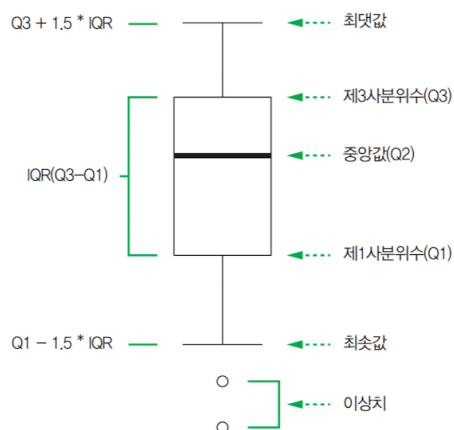 Q3 + 1.5 * IQR
최댓값
제3사분위수(Q3)
중앙값(Q2)
IQR(Q3-Q1)
제1사분위수(Q1)
Q1 - 1.5 * IQR
최솟값
이상치